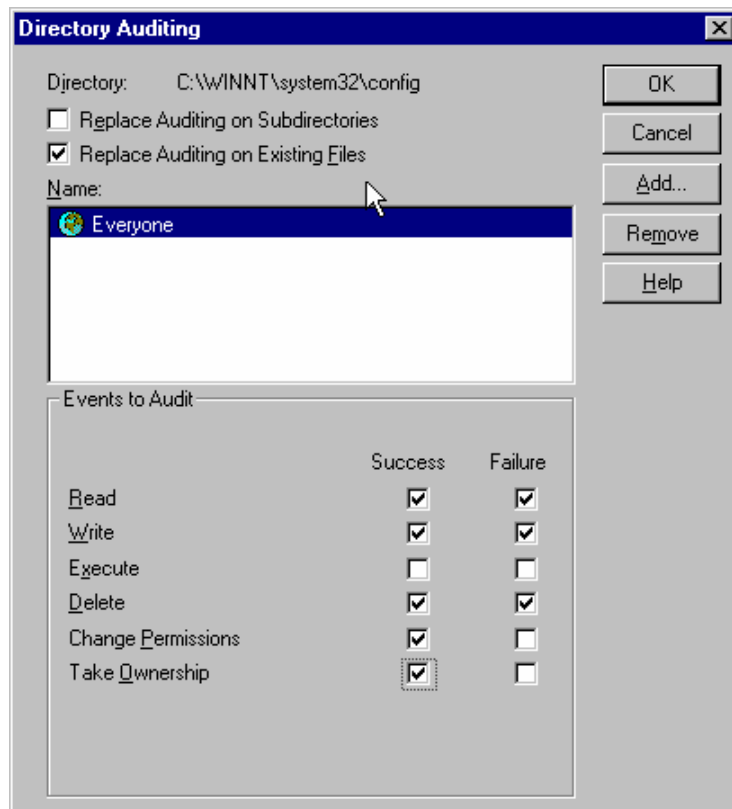 Directory Auditing
Directory: C:\WINNT\system32\config
Replace Auditing on Subdirectories
Replace Auditing on Existing Files
Name:
Everyone
OK
Cancel
Add...
Remove
Help
Events to Audit
Success Failure
Read
Write
Execute
Delete
Change Permissions
Take Ownership